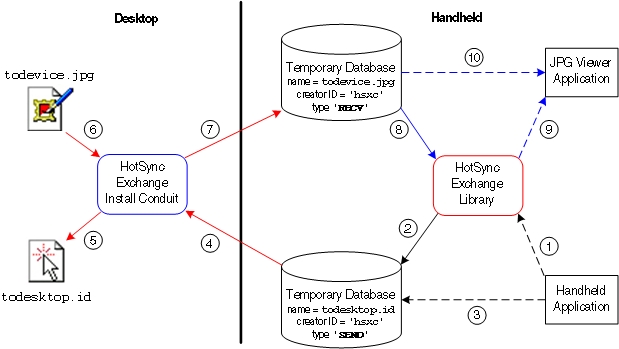 Desktop
Handheld
todevice.jpg
6
7
HotSync
Exchange
Install Conduit
5
4
todesktop.id
Temporary Database
name = todevice.jpg
creatorID = 'hsxc'
type 'RECV'
10
JPG Viewer
Application
8
9
HotSync
Exchange
Library
2
1
Temporary Database
name = todesktop.id
creatorID = 'hsxc'
type 'SEND'
3
Handheld
Application